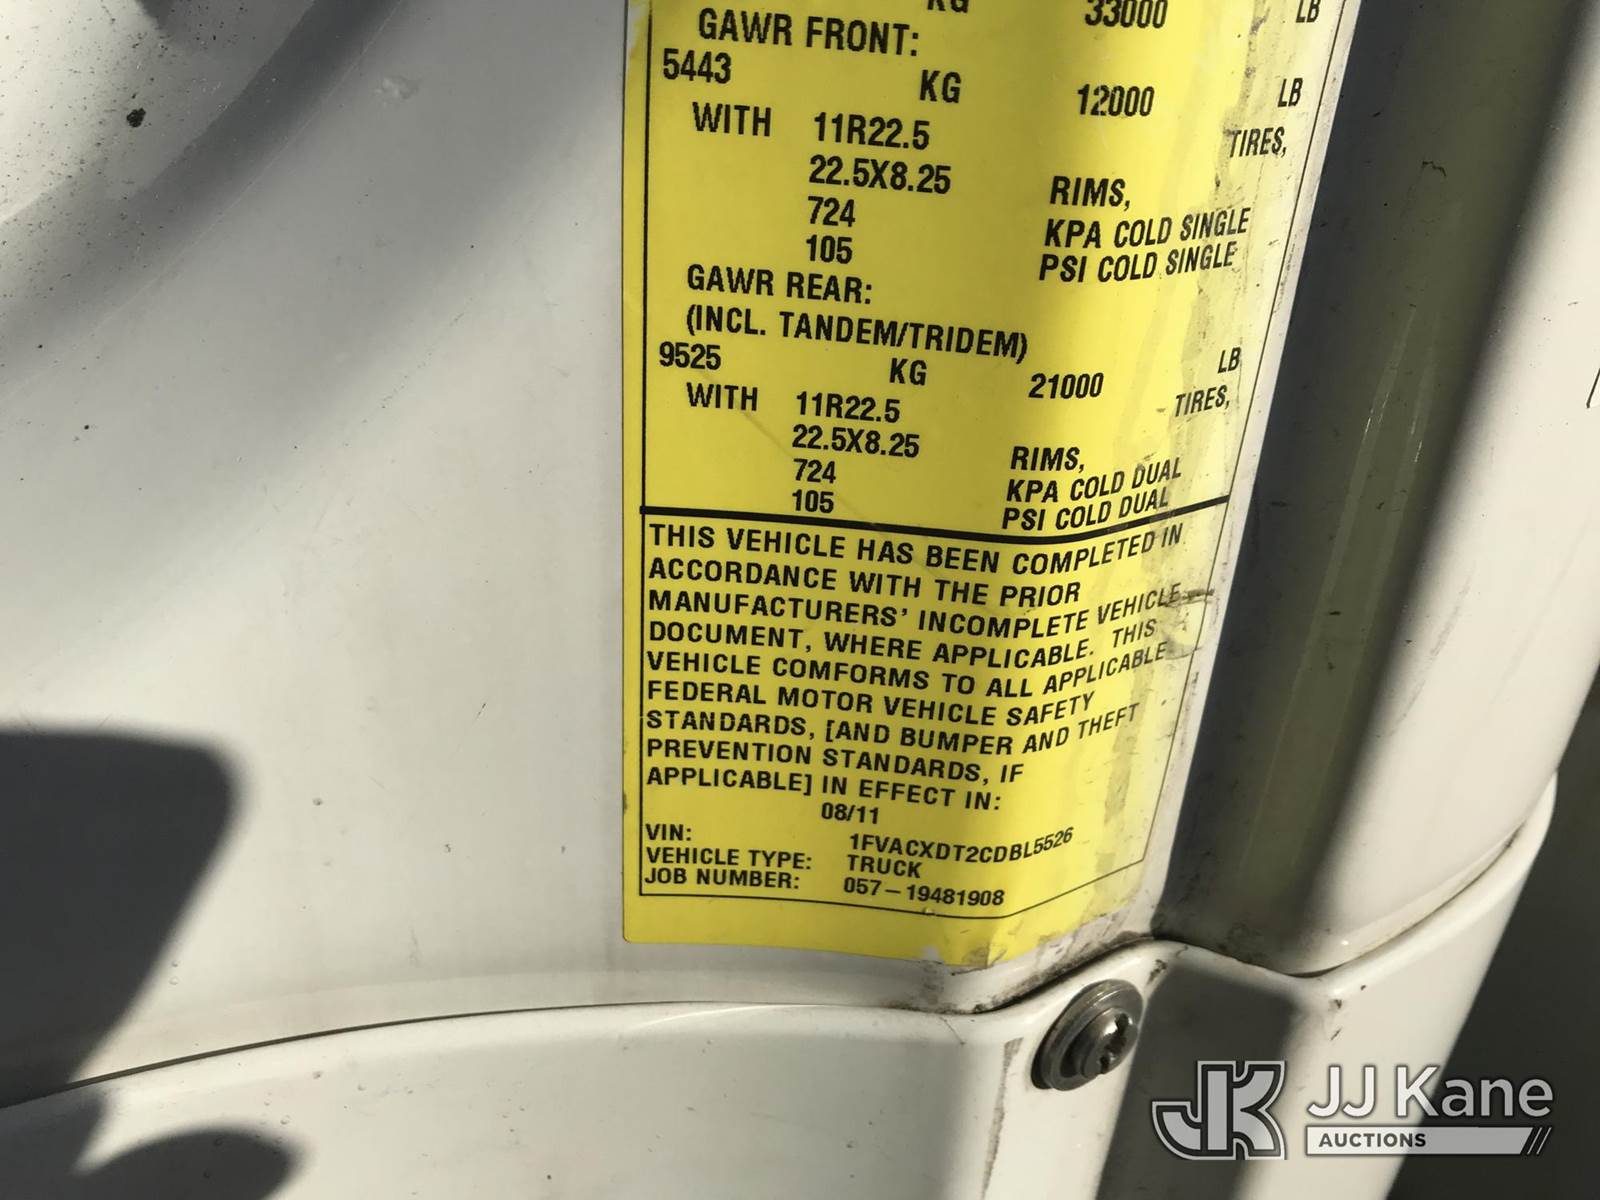 KG 33000 LB
GAWR FRONT:
5443 KG 12000 LB
WITH 11R22.5 TIRES,
22.5X8.25 RIMS,
724 KPA COLD SINGLE
105 PSI COLD SINGLE
GAWR REAR:
(INCL. TANDEM/TRIDEM)
9525 KG 21000 LB
WITH 11R22.5 TIRES,
22.5X8.25 RIMS,
724 KPA COLD DUAL
105 PSI COLD DUAL
THIS VEHICLE HAS BEEN COMPLETED IN
ACCORDANCE WITH THE PRIOR
MANUFACTURERS' INCOMPLETE VEHICLE
DOCUMENT, WHERE APPLICABLE. THIS
VEHICLE COMFORMS TO ALL APPLICABLE
FEDERAL MOTOR VEHICLE SAFETY
STANDARDS, [AND BUMPER AND THEFT
PREVENTION STANDARDS, IF
APPLICABLE] IN EFFECT IN:
08/11
VIN: 1FVACXDT2CDBL5526
VEHICLE TYPE: TRUCK
JOB NUMBER: 057-19481908
JK JJ Kane
AUCTIONS